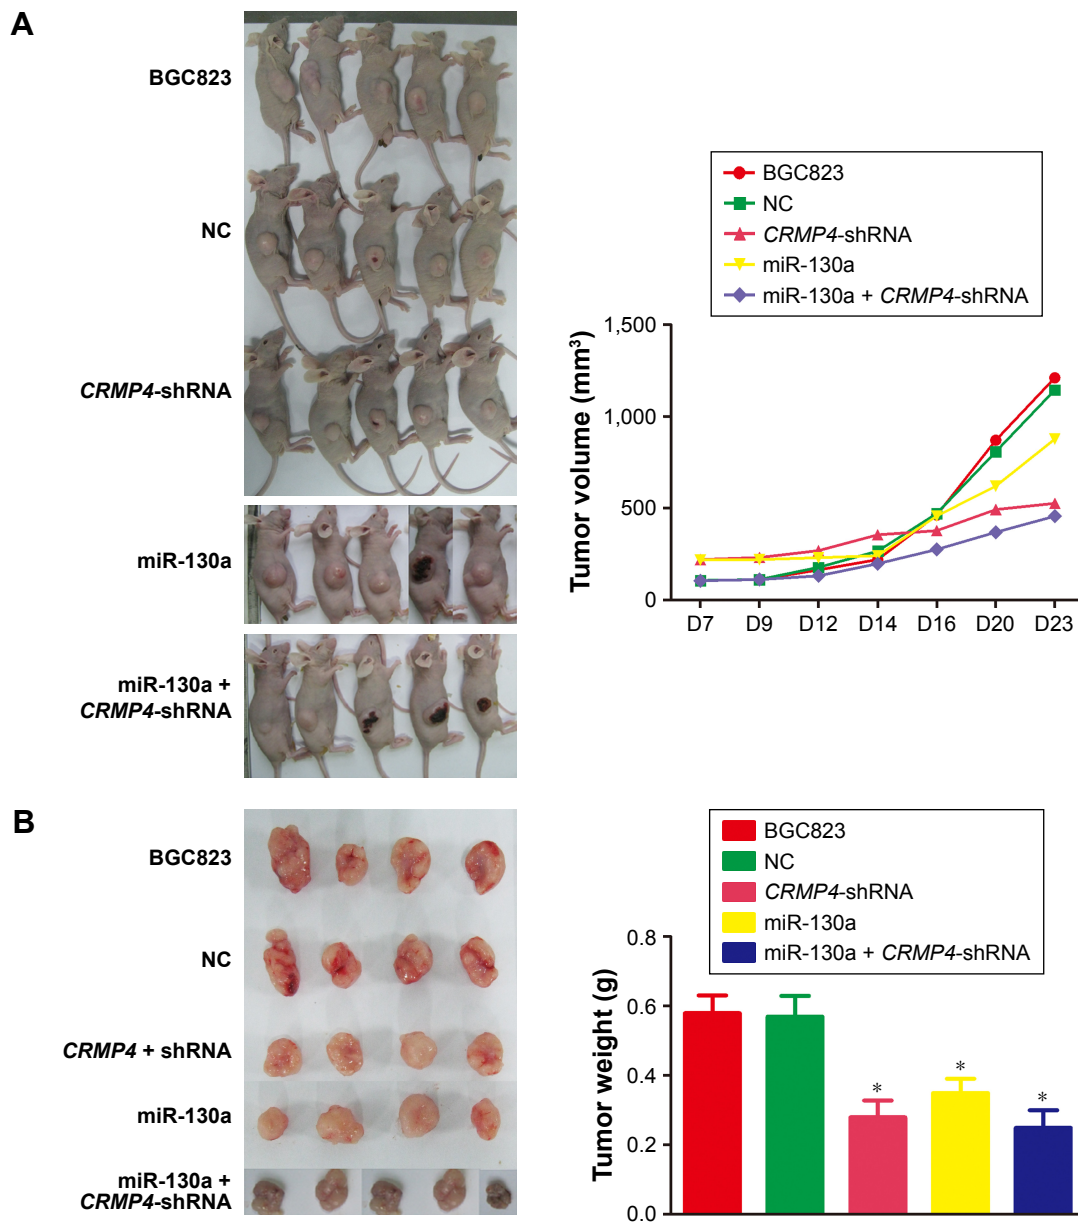 A
BGC823
NC
CRMP4-shRNA
miR-130a
miR-130a +
CRMP4-shRNA
BGC823
NC
CRMP4-shRNA
miR-130a
miR-130a + CRMP4-shRNA
Tumor volume (mm³)
1,500
1,000
500
0
D7 D9 D12 D14 D16 D20 D23
B
BGC823
NC
CRMP4 + shRNA
miR-130a
miR-130a +
CRMP4-shRNA
BGC823
NC
CRMP4-shRNA
miR-130a
miR-130a + CRMP4-shRNA
Tumor weight (g)
0.8
0.6
0.4
0.2
0.0
* * *